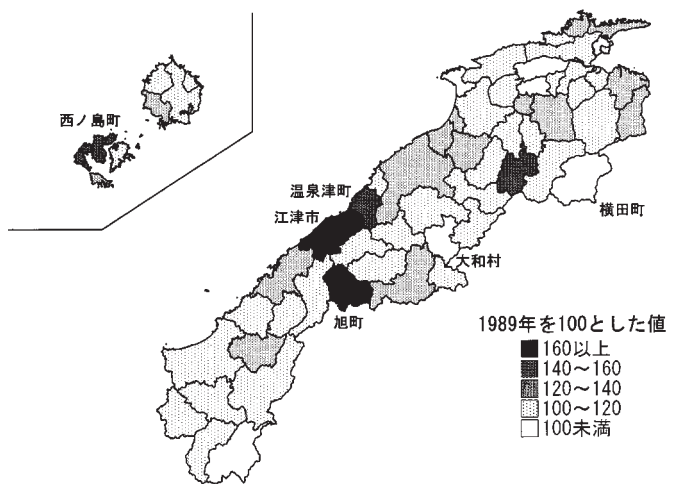 西ノ島町
温泉津町
江津市
横田町
大和村
旭町
1989年を100とした値
160以上
140～160
120～140
100～120
100未満